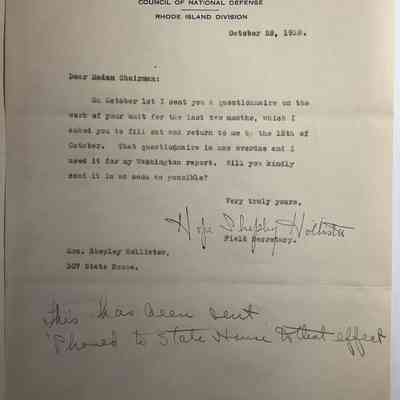 COUNCIL OF NATIONAL DEFENSE
RHODE ISLAND DIVISION
October 28, 1918.
Dear Madam Chairman:
On October 1st I sent you a questionnaire on the
work of your unit for the last two months, which I
asked you to fill out and return to me by the 15th of
October. That questionnaire is now overdue and I
need it for my Washington report. Will you kindly
send it in as soon as possible?
Very truly yours,
Hope Shepley Hollister
Field Secretary.
Mrs. Shepley Hollister,
307 State House.
This has been sent
'Phoned to State House to that effect